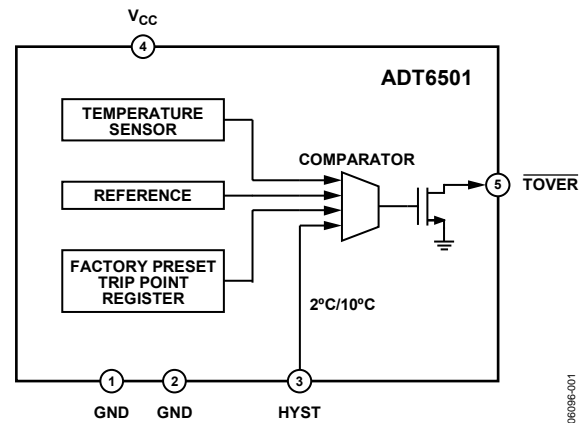 VCC
4
ADT6501
TEMPERATURE
SENSOR
COMPARATOR
REFERENCE
5 TOVER
FACTORY PRESET
TRIP POINT
REGISTER
2ºC/10ºC
1 2 3
GND GND HYST
06096-001